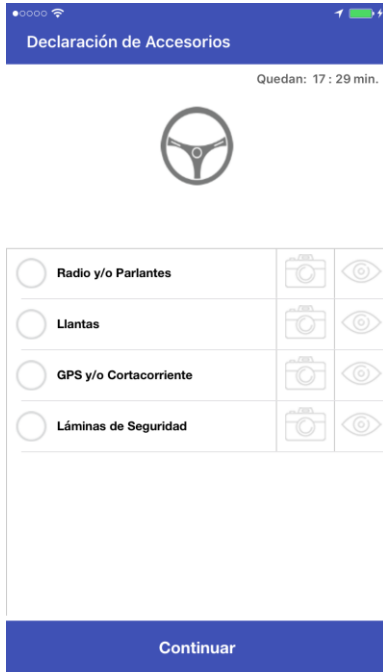 Declaración de Accesorios
Quedan: 17 : 29 min.
Radio y/o Parlantes
Llantas
GPS y/o Cortacorriente
Láminas de Seguridad
Continuar